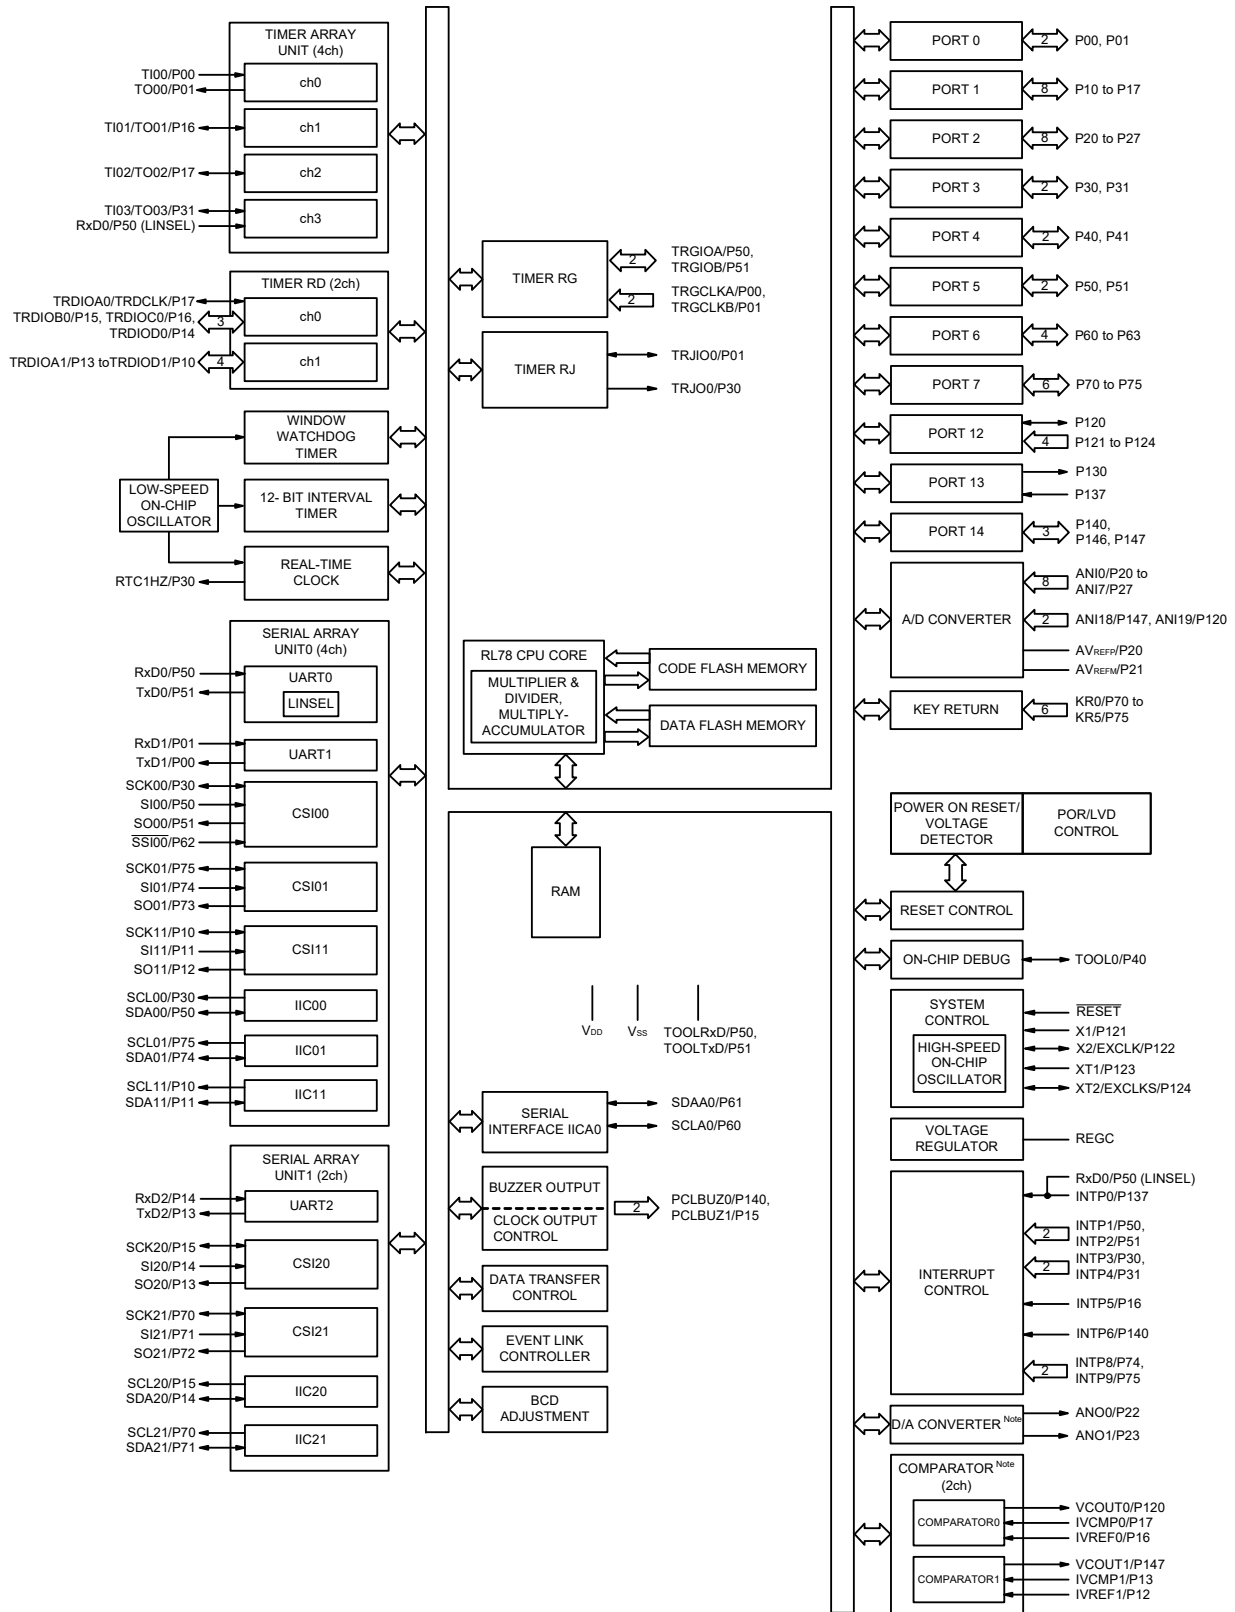 TIMER ARRAY
UNIT (4ch)
TI00/P00
TO00/P01
ch0
TI01/TO01/P16
ch1
TI02/TO02/P17
ch2
TI03/TO03/P31
RxD0/P50 (LINSEL)
ch3
TIMER RD (2ch)
TRDIOA0/TRDCLK/P17
TRDIOB0/P15, TRDIOC0/P16,
3
TRDIOD0/P14
ch0
TRDIOA1/P13 toTRDIOD1/P10
4
ch1
WINDOW
WATCHDOG
TIMER
LOW-SPEED
ON-CHIP
OSCILLATOR
12- BIT INTERVAL
TIMER
RTC1HZ/P30
REAL-TIME
CLOCK
SERIAL ARRAY
UNIT0 (4ch)
RxD0/P50
TxD0/P51
UART0
LINSEL
RxD1/P01
TxD1/P00
UART1
SCK00/P30
SI00/P50
SO00/P51
SSI00/P62
CSI00
SCK01/P75
SI01/P74
SO01/P73
CSI01
SCK11/P10
SI11/P11
SO11/P12
CSI11
SCL00/P30
SDA00/P50
IIC00
SCL01/P75
SDA01/P74
IIC01
SCL11/P10
SDA11/P11
IIC11
SERIAL ARRAY
UNIT1 (2ch)
RxD2/P14
TxD2/P13
UART2
SCK20/P15
SI20/P14
SO20/P13
CSI20
SCK21/P70
SI21/P71
SO21/P72
CSI21
SCL20/P15
SDA20/P14
IIC20
SCL21/P70
SDA21/P71
IIC21
TIMER RG
2
TRGIOA/P50,
TRGIOB/P51
2
TRGCLKA/P00,
TRGCLKB/P01
TIMER RJ
TRJIO0/P01
TRJO0/P30
RL78 CPU CORE
MULTIPLIER &
DIVIDER,
MULTIPLY-
ACCUMULATOR
CODE FLASH MEMORY
DATA FLASH MEMORY
RAM
VDD
VSS
TOOLRxD/P50,
TOOLTxD/P51
SERIAL
INTERFACE IICA0
SDAA0/P61
SCLA0/P60
BUZZER OUTPUT
CLOCK OUTPUT
CONTROL
2
PCLBUZ0/P140,
PCLBUZ1/P15
DATA TRANSFER
CONTROL
EVENT LINK
CONTROLLER
BCD
ADJUSTMENT
PORT 0
2
P00, P01
PORT 1
8
P10 to P17
PORT 2
8
P20 to P27
PORT 3
2
P30, P31
PORT 4
2
P40, P41
PORT 5
2
P50, P51
PORT 6
4
P60 to P63
PORT 7
6
P70 to P75
PORT 12
P120
4
P121 to P124
PORT 13
P130
P137
PORT 14
3
P140,
P146, P147
A/D CONVERTER
8
ANI0/P20 to
ANI7/P27
2
ANI18/P147, ANI19/P120
AVREFP/P20
AVREFM/P21
KEY RETURN
6
KR0/P70 to
KR5/P75
POWER ON RESET/
VOLTAGE
DETECTOR
POR/LVD
CONTROL
RESET CONTROL
ON-CHIP DEBUG
TOOL0/P40
SYSTEM
CONTROL
HIGH-SPEED
ON-CHIP
OSCILLATOR
RESET
X1/P121
X2/EXCLK/P122
XT1/P123
XT2/EXCLKS/P124
VOLTAGE
REGULATOR
REGC
INTERRUPT
CONTROL
RxD0/P50 (LINSEL)
INTP0/P137
2
INTP1/P50,
INTP2/P51
2
INTP3/P30,
INTP4/P31
INTP5/P16
INTP6/P140
2
INTP8/P74,
INTP9/P75
D/A CONVERTER Note
ANO0/P22
ANO1/P23
COMPARATOR Note
(2ch)
COMPARATOR0
VCOUT0/P120
IVCMP0/P17
IVREF0/P16
COMPARATOR1
VCOUT1/P147
IVCMP1/P13
IVREF1/P12